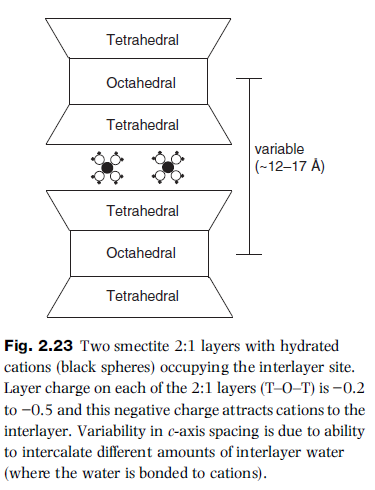 Tetrahedral
Octahedral
Tetrahedral
variable
(~12–17 Å)
Tetrahedral
Octahedral
Tetrahedral
Fig. 2.23 Two smectite 2:1 layers with hydrated
cations (black spheres) occupying the interlayer site.
Layer charge on each of the 2:1 layers (T–O–T) is −0.2
to −0.5 and this negative charge attracts cations to the
interlayer. Variability in c-axis spacing is due to ability
to intercalate different amounts of interlayer water
(where the water is bonded to cations).